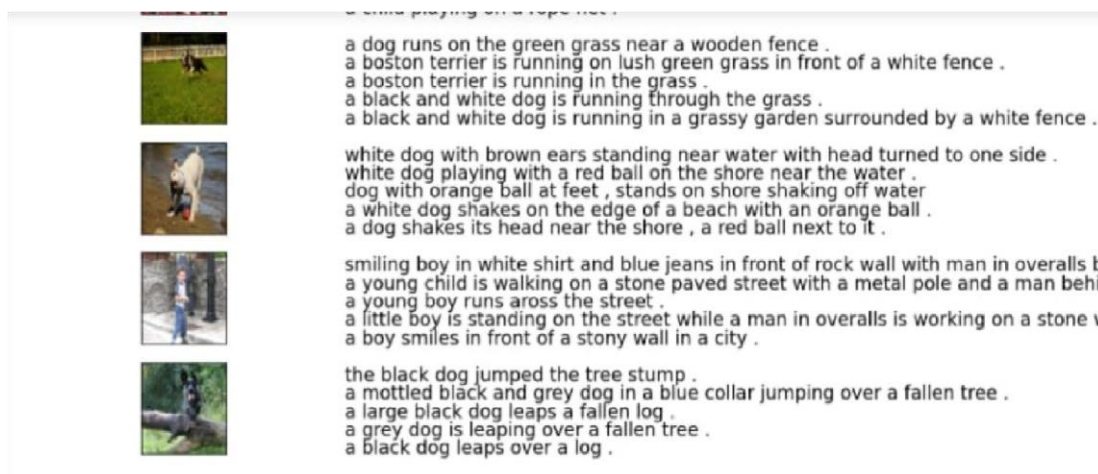 a child playing on a rope net .
a dog runs on the green grass near a wooden fence .
a boston terrier is running on lush green grass in front of a white fence .
a boston terrier is running in the grass .
a black and white dog is running through the grass .
a black and white dog is running in a grassy garden surrounded by a white fence .
white dog with brown ears standing near water with head turned to one side .
white dog playing with a red ball on the shore near the water .
dog with orange ball at feet , stands on shore shaking off water
a white dog shakes on the edge of a beach with an orange ball .
a dog shakes its head near the shore , a red ball next to it .
smiling boy in white shirt and blue jeans in front of rock wall with man in overalls b
a young child is walking on a stone paved street with a metal pole and a man behi
a young boy runs aross the street .
a little boy is standing on the street while a man in overalls is working on a stone w
a boy smiles in front of a stony wall in a city .
the black dog jumped the tree stump .
a mottled black and grey dog in a blue collar jumping over a fallen tree .
a large black dog leaps a fallen log .
a grey dog is leaping over a fallen tree .
a black dog leaps over a log .